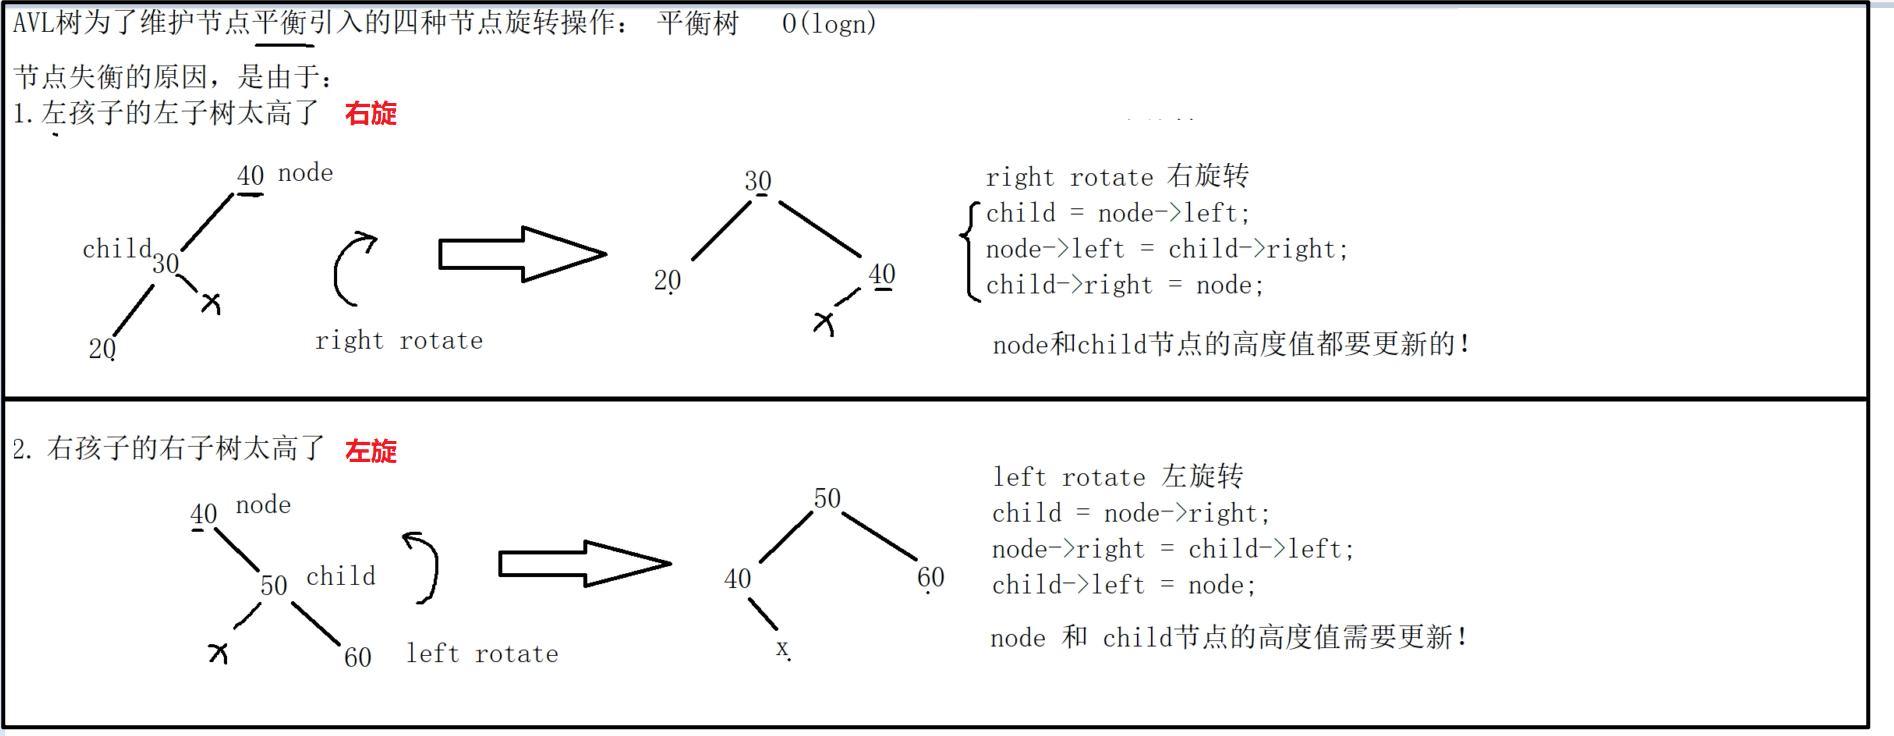 AVL树为了维护节点平衡引入的四种节点旋转操作： 平衡树 O(logn)
节点失衡的原因，是由于：
1.左孩子的左子树太高了 右旋
40 node
child 30
x
20
right rotate
30
20
40
x
right rotate 右旋转
child = node->left;
node->left = child->right;
child->right = node;
node和child节点的高度值都要更新的！
2. 右孩子的右子树太高了 左旋
40 node
50 child
x
60
left rotate
50
40
60
x
left rotate 左旋转
child = node->right;
node->right = child->left;
child->left = node;
node 和 child节点的高度值需要更新！